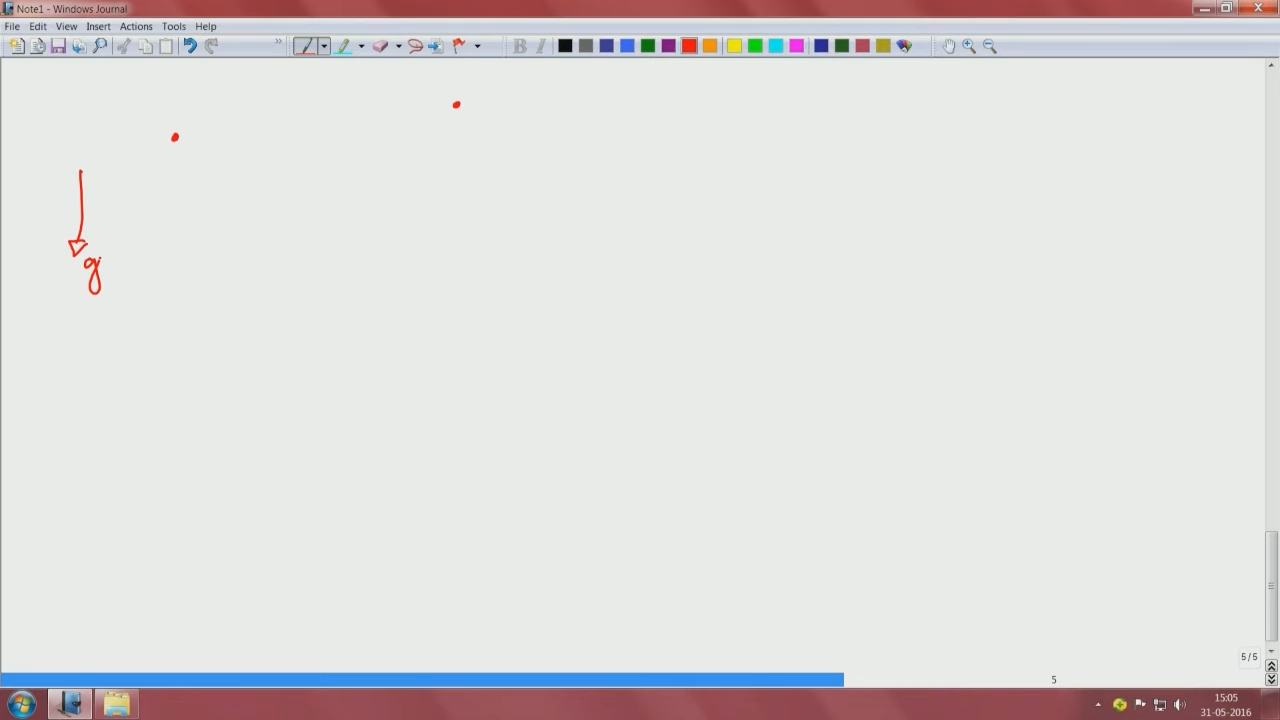 Note1 - Windows Journal
File Edit View Insert Actions Tools Help
B I
g
5/5
5
15:05
31-05-2016